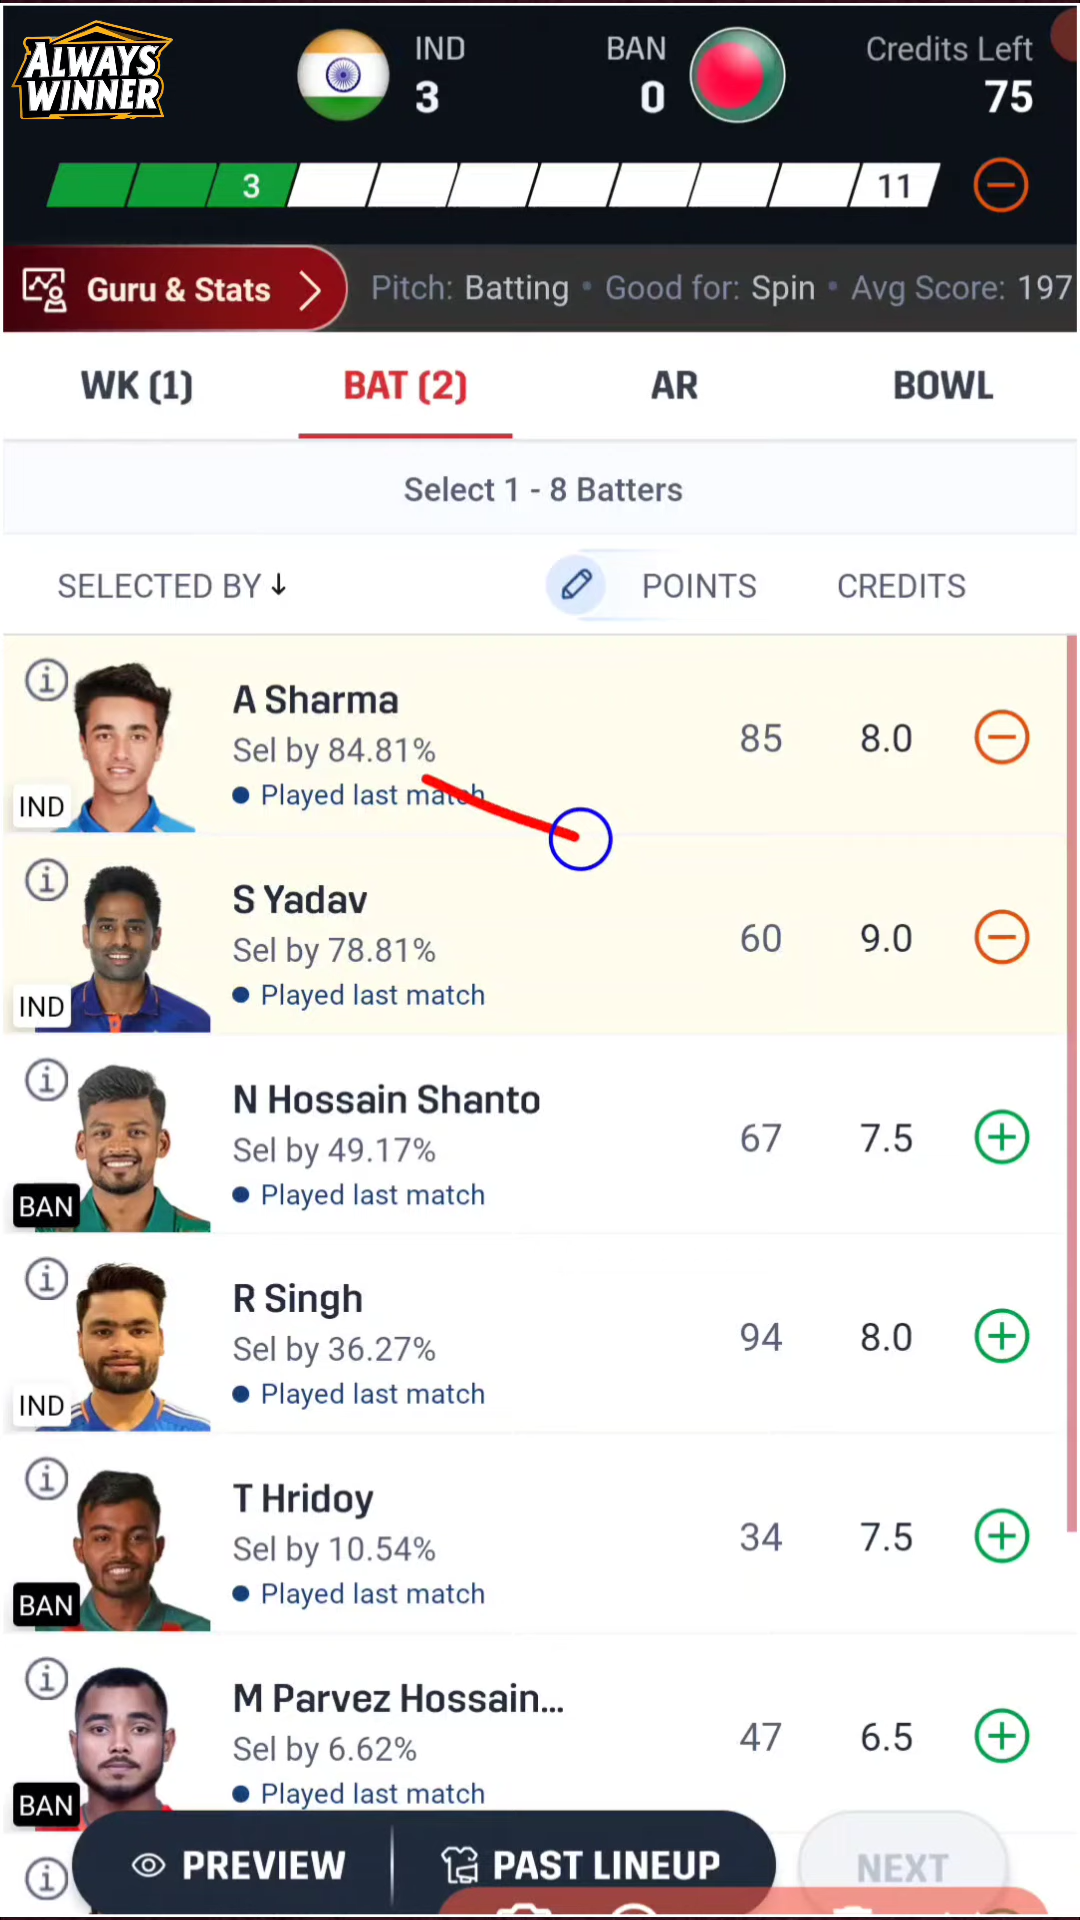 ALWAYS
WINNER
IND
3
BAN
0
Credits Left
75
3
11
Guru & Stats
Pitch: Batting • Good for: Spin • Avg Score: 197
WK (1)
BAT (2)
AR
BOWL
Select 1 - 8 Batters
SELECTED BY ↓
POINTS
CREDITS
A Sharma
Sel by 84.81%
Played last match
IND
85
8.0
S Yadav
Sel by 78.81%
Played last match
IND
60
9.0
N Hossain Shanto
Sel by 49.17%
Played last match
BAN
67
7.5
R Singh
Sel by 36.27%
Played last match
IND
94
8.0
T Hridoy
Sel by 10.54%
Played last match
BAN
34
7.5
M Parvez Hossain...
Sel by 6.62%
Played last match
BAN
47
6.5
PREVIEW
PAST LINEUP
NEXT